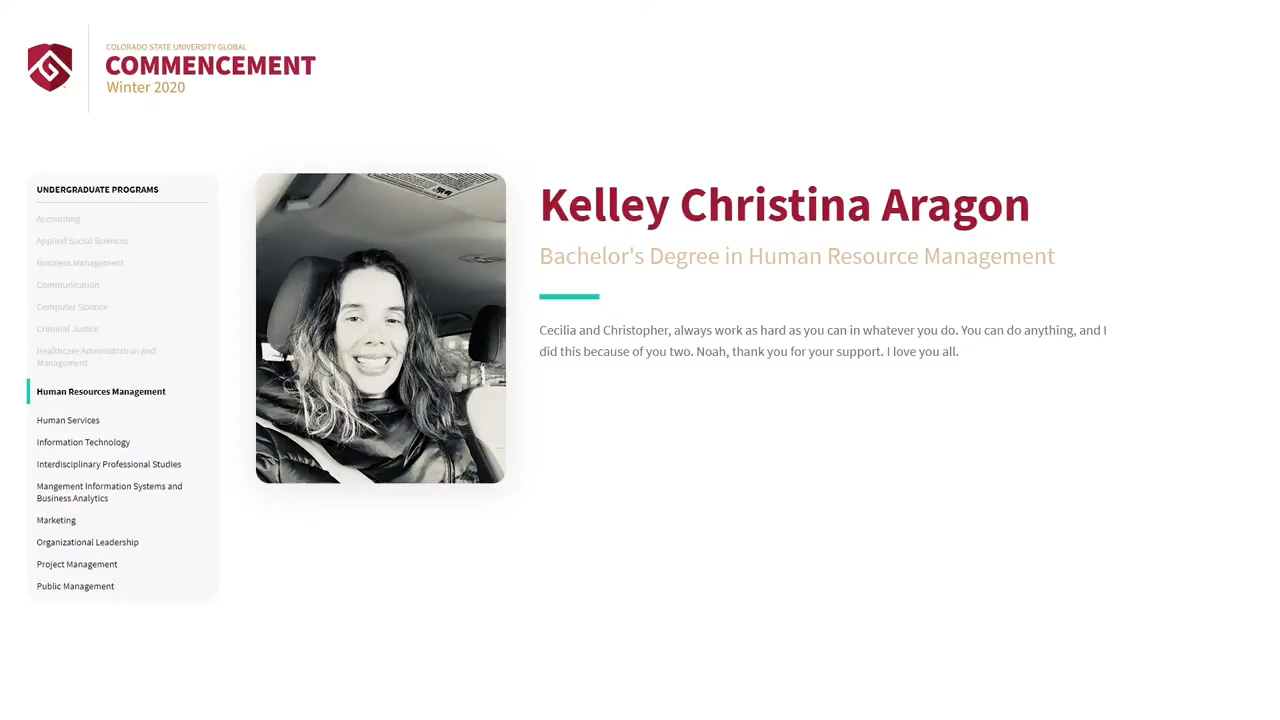 COLORADO STATE UNIVERSITY GLOBAL
COMMENCEMENT
Winter 2020
UNDERGRADUATE PROGRAMS
Accounting
Applied Social Sciences
Business Management
Communication
Computer Science
Criminal Justice
Healthcare Administration and
Management
Human Resources Management
Human Services
Information Technology
Interdisciplinary Professional Studies
Mangement Information Systems and
Business Analytics
Marketing
Organizational Leadership
Project Management
Public Management
Kelley Christina Aragon
Bachelor's Degree in Human Resource Management
Cecilia and Christopher, always work as hard as you can in whatever you do. You can do anything, and I
did this because of you two. Noah, thank you for your support. I love you all.